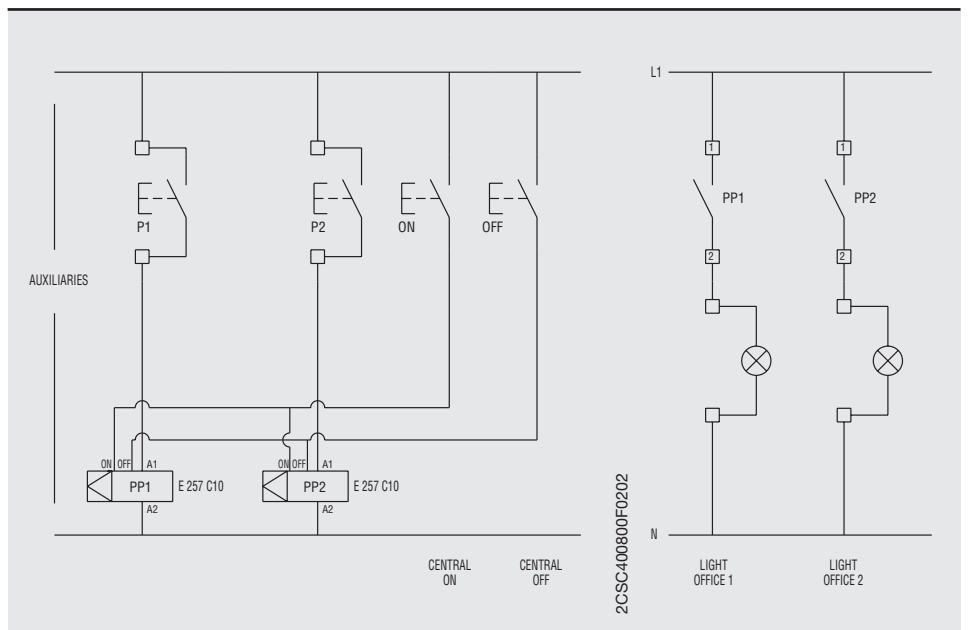 L1
1
1
P1
P2
ON
OFF
PP1
PP2
2
2
AUXILIARIES
ON OFF A1
ON OFF A1
PP1
E 257 C10
PP2
E 257 C10
A2
A2
2CSC400800F0202
N
CENTRAL
ON
CENTRAL
OFF
LIGHT
OFFICE 1
LIGHT
OFFICE 2